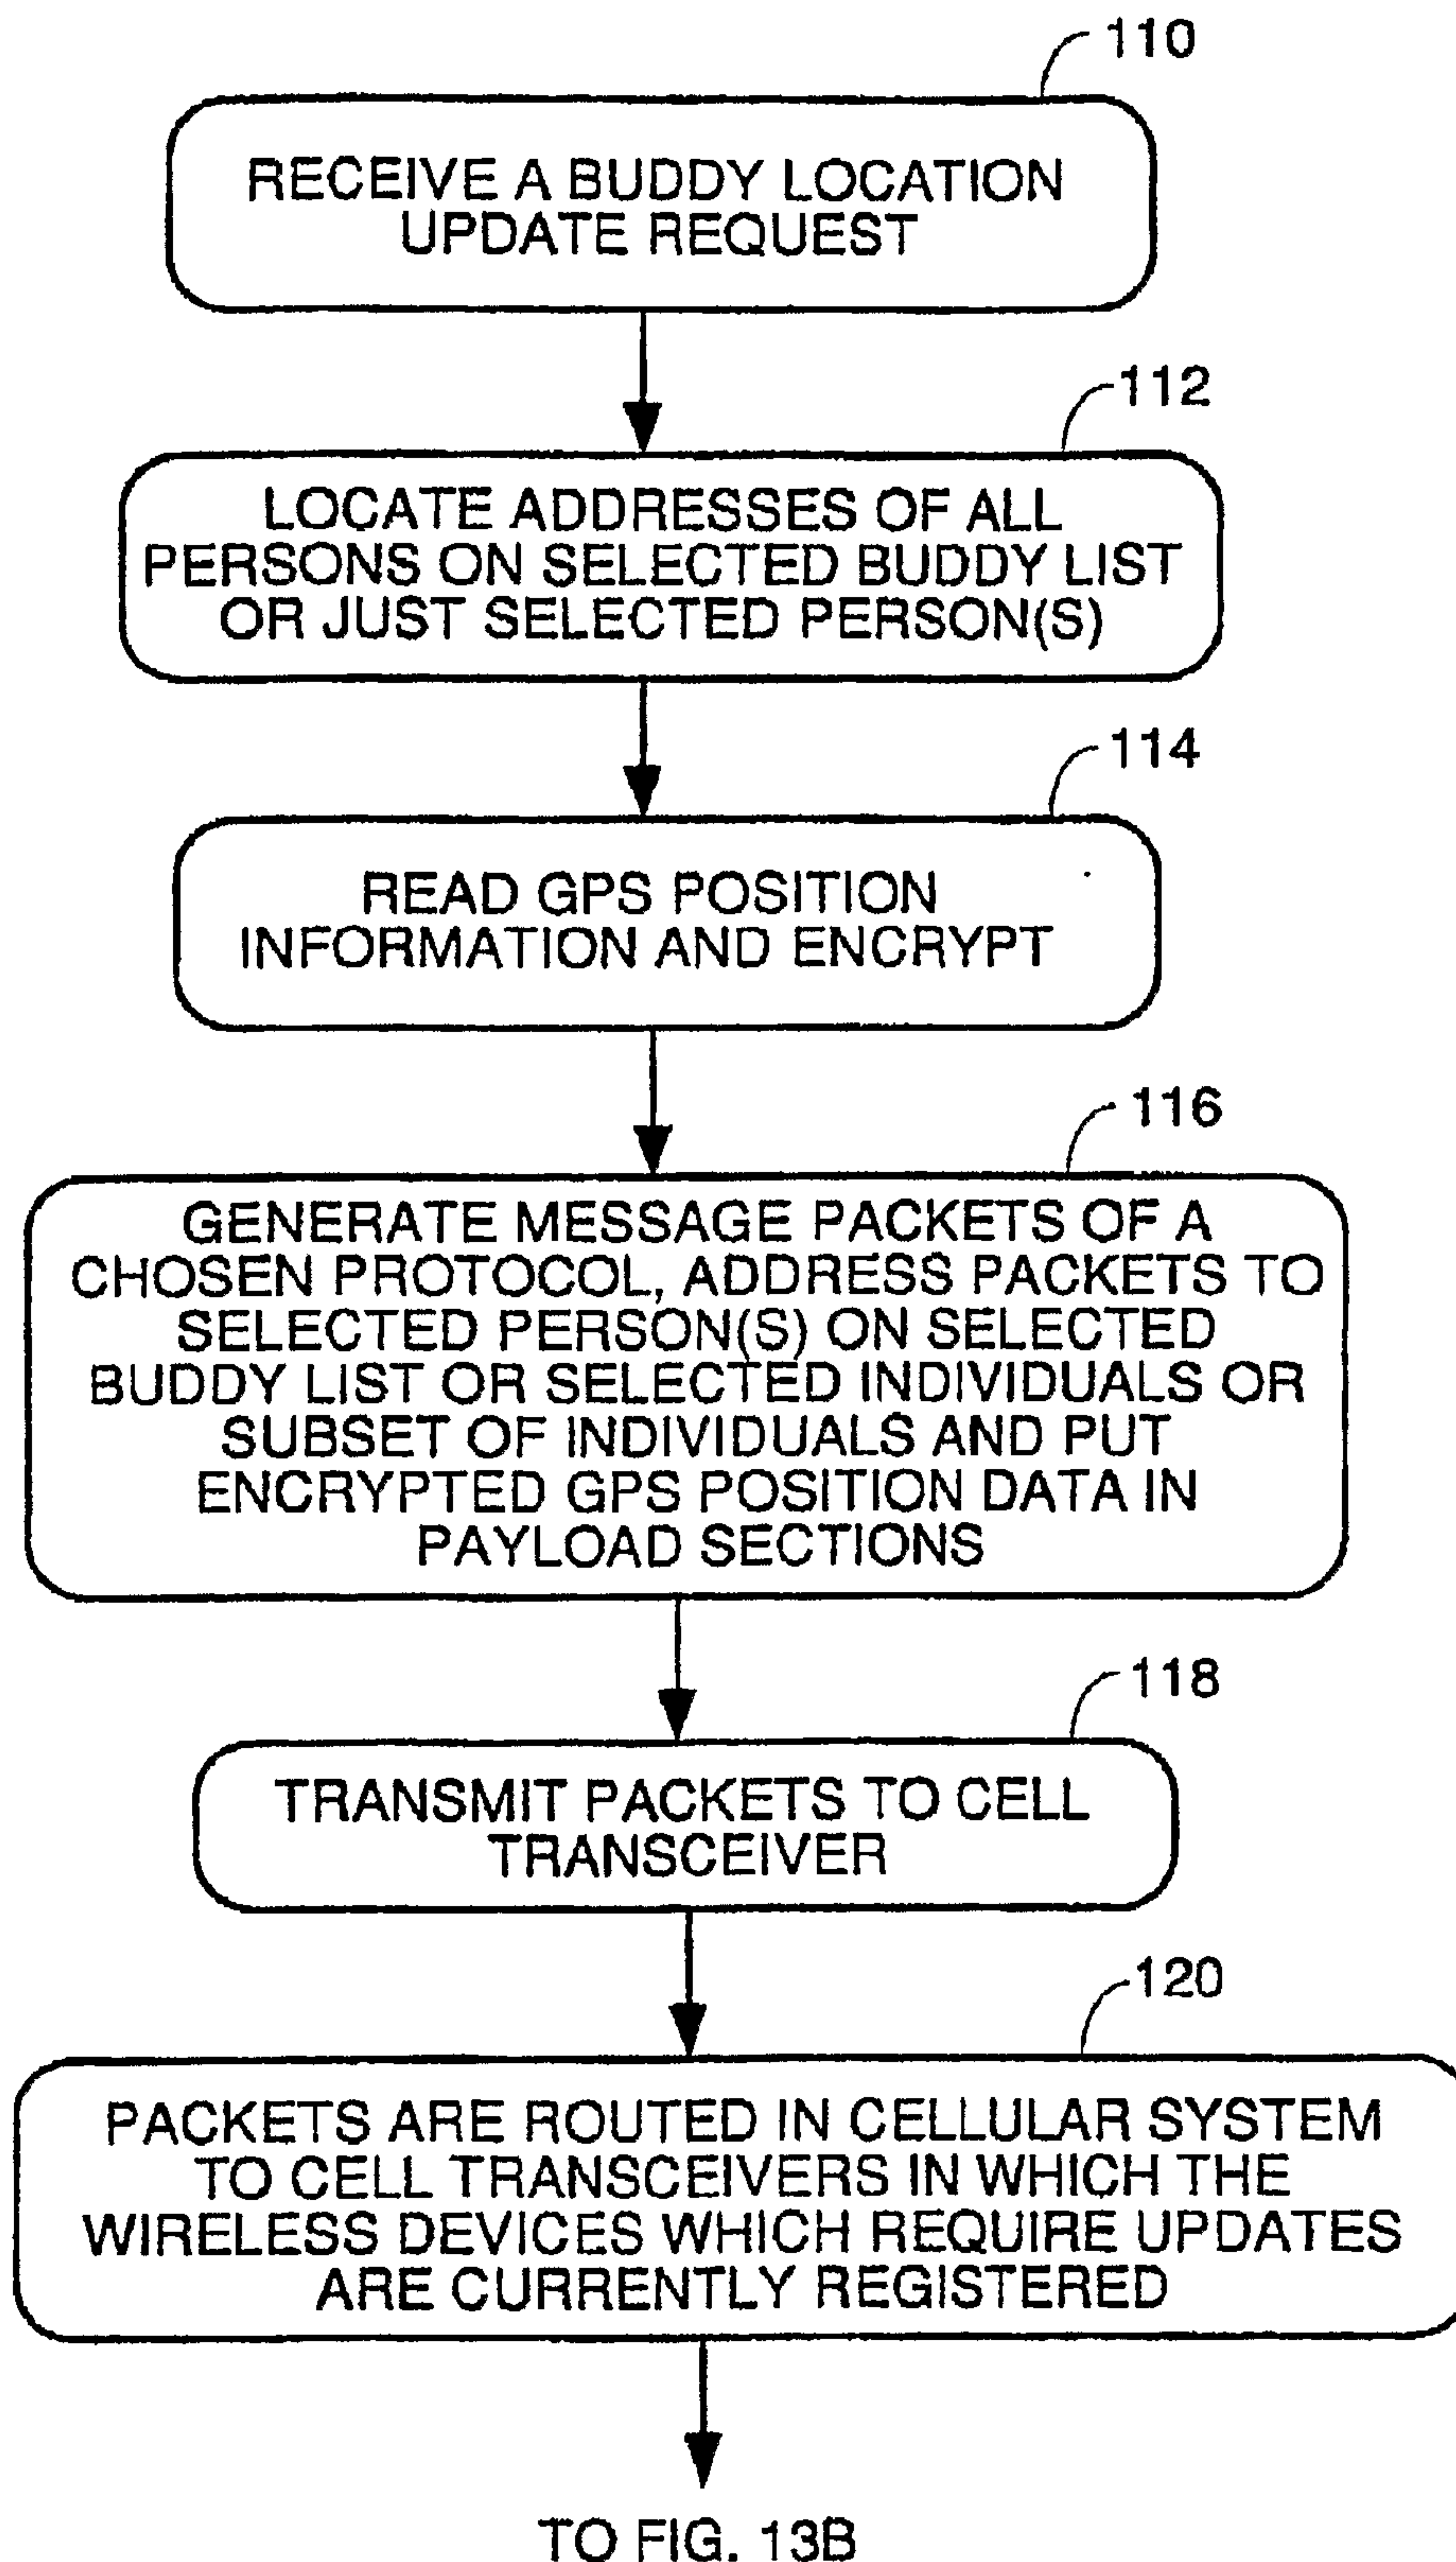 110
RECEIVE A BUDDY LOCATION
UPDATE REQUEST
112
LOCATE ADDRESSES OF ALL
PERSONS ON SELECTED BUDDY LIST
OR JUST SELECTED PERSON(S)
114
READ GPS POSITION
INFORMATION AND ENCRYPT
116
GENERATE MESSAGE PACKETS OF A
CHOSEN PROTOCOL, ADDRESS PACKETS TO
SELECTED PERSON(S) ON SELECTED
BUDDY LIST OR SELECTED INDIVIDUALS OR
SUBSET OF INDIVIDUALS AND PUT
ENCRYPTED GPS POSITION DATA IN
PAYLOAD SECTIONS
118
TRANSMIT PACKETS TO CELL
TRANSCEIVER
120
PACKETS ARE ROUTED IN CELLULAR SYSTEM
TO CELL TRANSCEIVERS IN WHICH THE
WIRELESS DEVICES WHICH REQUIRE UPDATES
ARE CURRENTLY REGISTERED
TO FIG. 13B